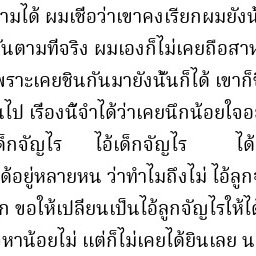 ามได้ ผมเชื่อว่าเขาคงเรียกผมยังน้
ันตามทีจริง ผมเองก็ไม่เคยถือสาห
พราะเคยชินกันมายังนั้นก็ได้ เขาก็
นไป เรื่องนี้จำได้ว่าเคยนึกน้อยใจอ
ด็กจัญไร ไอ้เด็กจัญไร ได้
ด้อยู่หลายหน ว่าทำไมถึงไม่ ไอ้ลูก
ก ขอให้เปลี่ยนเป็นไอ้ลูกจัญไรให้ไ
หาน้อยไม่ แต่ก็ไม่เคยได้ยินเลย น